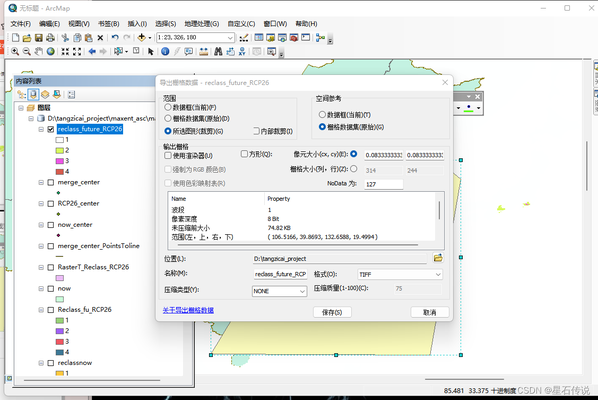 无标题 - ArcMap
文件(F) 编辑(E) 视图(V) 书签(B) 插入(I) 选择(S) 地理处理(G) 自定义(C) 窗口(W) 帮助(H)
1:23,326,180
内容列表
图层
D:\tangzicai_project\maxent_asc\m
reclass_future_RCP26
1
2
3
4
merge_center
RCP26_center
now_center
merge_center_PointsToline
RasterT_Reclass_RCP26
now
Reclass_fu_RCP26
1
2
3
4
reclassnow
1
导出栅格数据 - reclass_future_RCP26
范围
数据框(当前)(F)
栅格数据集(原始)(D)
所选图形(裁剪)(G)
内部裁剪(I)
空间参考
数据框(当前)(T)
栅格数据集(原始)(G)
输出栅格
使用渲染器(U)
方形(Q):
像元大小(cx, cy)(E):
0.0833333333
0.0833333333
强制为 RGB 颜色(B)
栅格大小(列，行)(Z):
314
244
使用色彩映射表(R)
NoData 为:
127
Name
Property
波段
1
像素深度
8 Bit
未压缩前大小
74.82 KB
范围(左，上，右，下)
( 106.5166, 39.8693, 132.6588, 19.4994 )
位置(L):
D:\tangzicai_project
名称(M):
reclass_future_RCP
格式(O):
TIFF
压缩类型(Y):
NONE
压缩质量(1-100)(C):
75
关于导出栅格数据
保存(S)
取消
85.481 33.375 十进制度
CSDN @星石传说